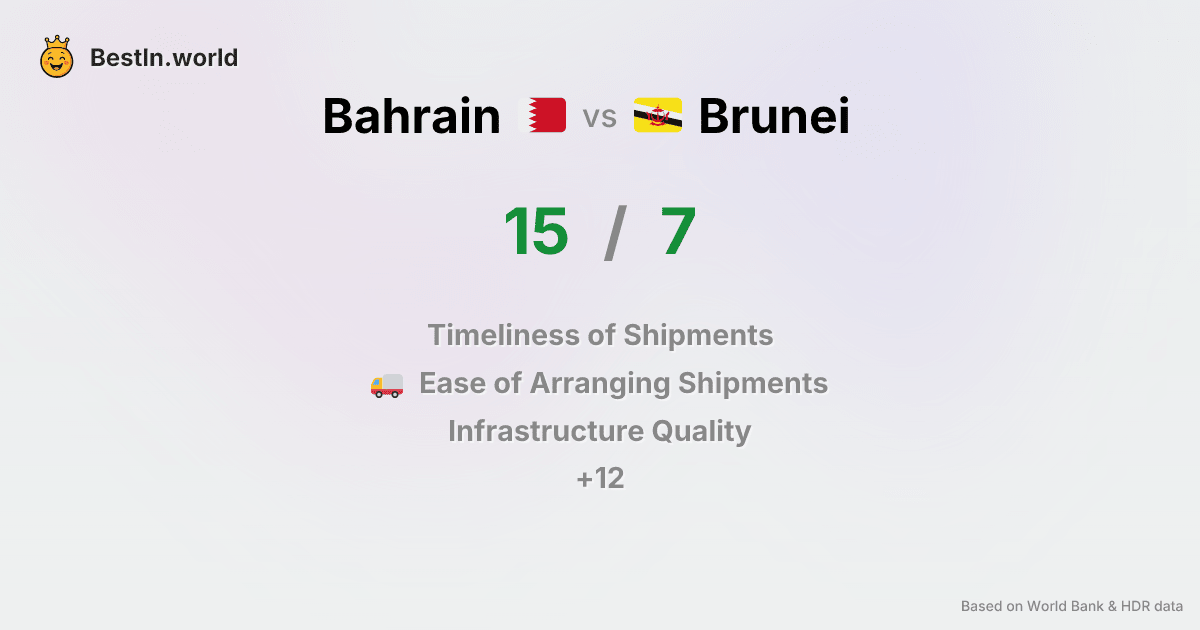 BestIn.world
Bahrain vs Brunei
15 / 7
Timeliness of Shipments
Ease of Arranging Shipments
Infrastructure Quality
+12
Based on World Bank & HDR data